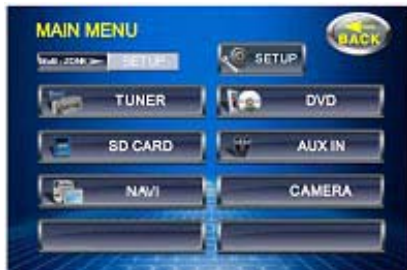 MAIN MENU
BACK
SETUP
SETUP
TUNER
DVD
SD CARD
AUX IN
NAVI
CAMERA